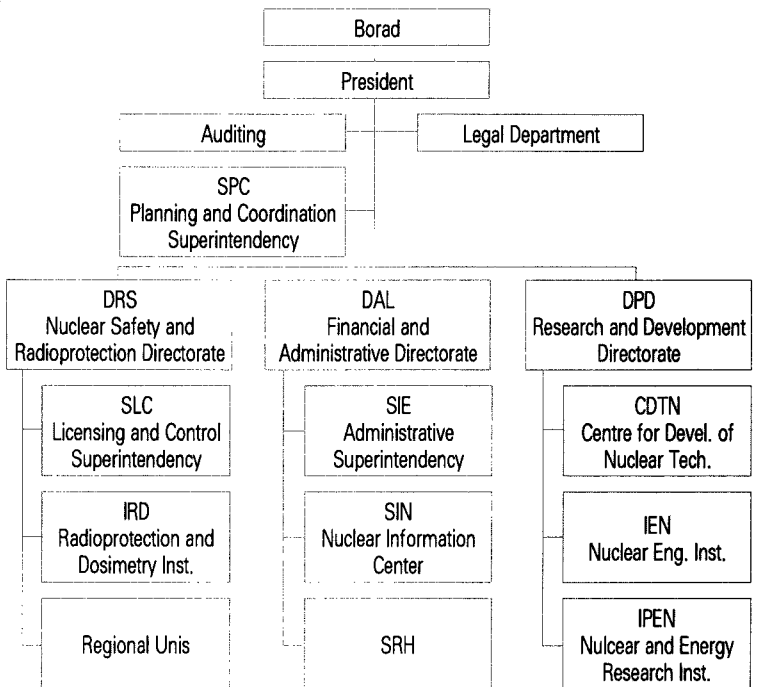 Borad
President
Auditing
Legal Department
SPC
Planning and Coordination
Superintendency
DRS
Nuclear Safety and
Radioprotection Directorate
DAL
Financial and
Administrative Directorate
DPD
Research and Development
Directorate
SLC
Licensing and Control
Superintendency
SIE
Administrative
Superintendency
CDTN
Centre for Devel. of
Nuclear Tech.
IRD
Radioprotection and
Dosimetry Inst.
SIN
Nuclear Information
Center
IEN
Nuclear Eng. Inst.
Regional Unis
SRH
IPEN
Nulcear and Energy
Research Inst.